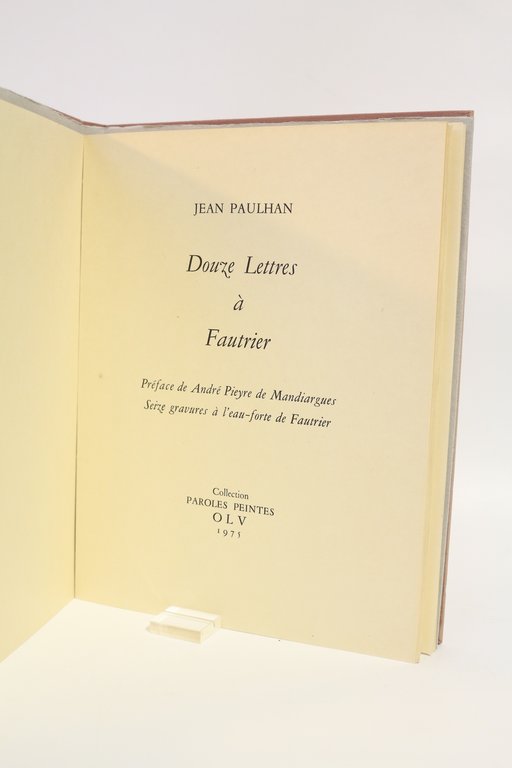 JEAN PAULHAN
Douze Lettres
à
Fautrier
Préface de André Pieyre de Mandiargues
Seize gravures à l'eau-forte de Fautrier
Collection
PAROLES PEINTES
O L V
1975